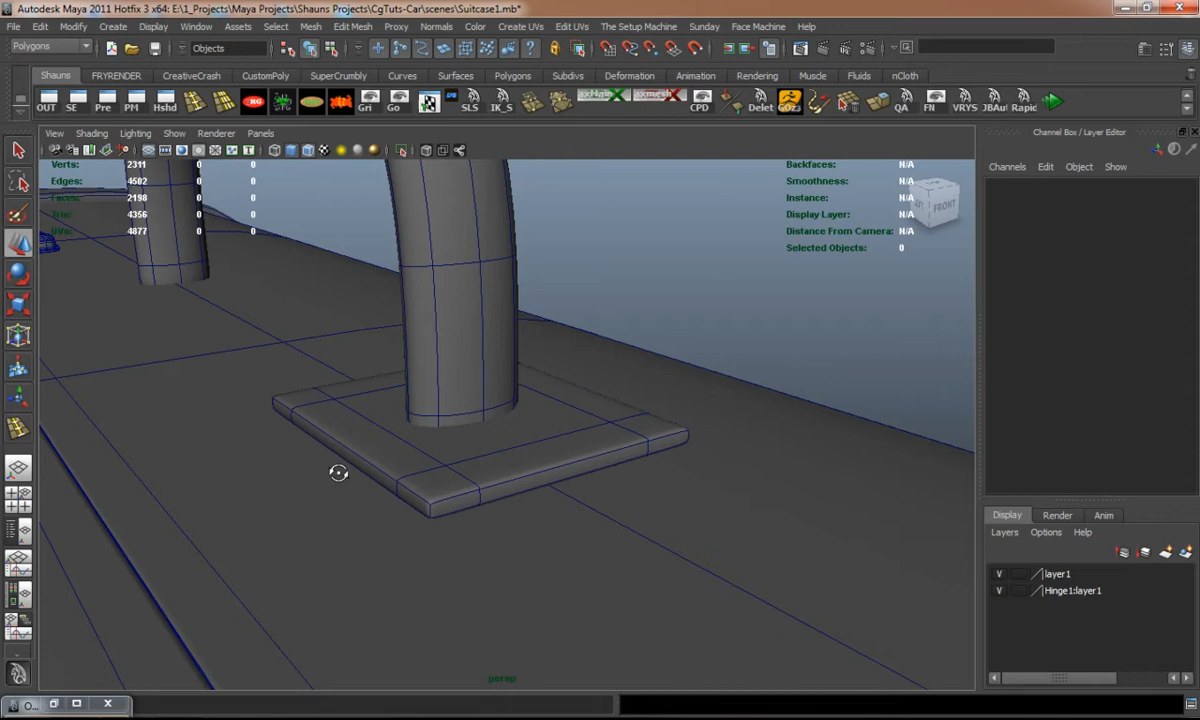 Autodesk Maya 2011 Hotfix 3 x64: E:\1_Projects\Maya Projects\Shauns Projects\CgTuts-Car\scenes\Suitcase1.mb*
File Edit Modify Create Display Window Assets Select Mesh Edit Mesh Proxy Normals Color Create UVs Edit UVs The Setup Machine Sunday Face Machine Help
Polygons Objects
Shauns FRYRENDER CreativeCrash CustomPoly SuperCrumbly Curves Surfaces Polygons Subdivs Deformation Animation Rendering Muscle Fluids nCloth
OUT SE Pre PM Hshd Gri Go SLS IK_S CPD Delet GOz3 QA FN VRYS JBAut Rapic
View Shading Lighting Show Renderer Panels
Channel Box / Layer Editor
Channels Edit Object Show
Verts: 2311 0 0
Edges: 4502 0 0
Faces: 2198 0 0
Tris: 4356 0 0
UVs: 4877 0 0
Backfaces: N/A
Smoothness: N/A
Instance: N/A
Display Layer: N/A
Distance From Camera: N/A
Selected Objects: 0
FRONT
persp
Display Render Anim
Layers Options Help
V layer1
V Hinge1:layer1
O...